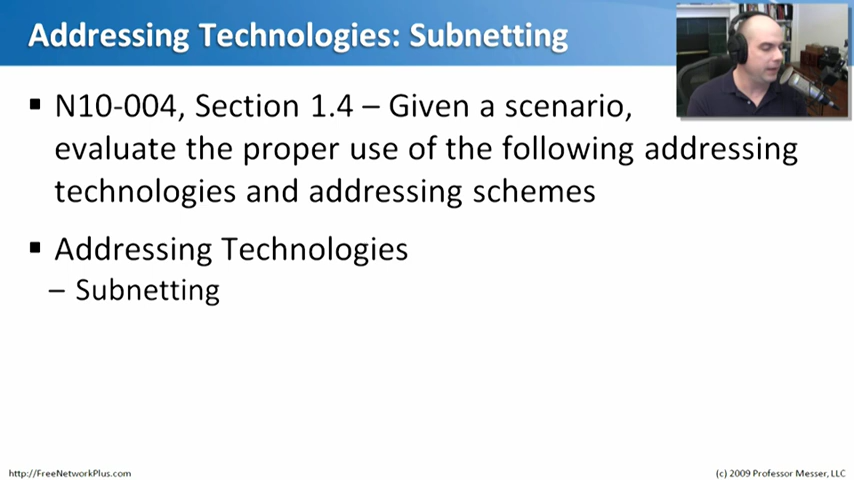 Addressing Technologies: Subnetting
▪ N10-004, Section 1.4 – Given a scenario,
evaluate the proper use of the following addressing
technologies and addressing schemes
▪ Addressing Technologies
– Subnetting
http://FreeNetworkPlus.com
(c) 2009 Professor Messer, LLC